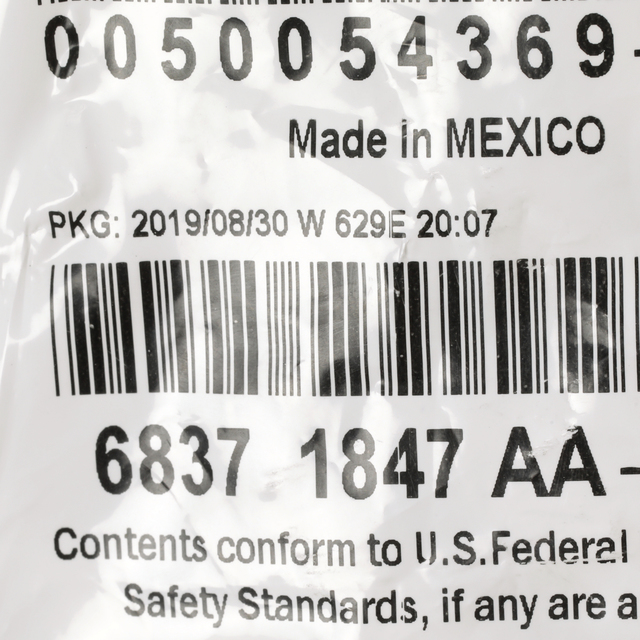 0050054369-
Made in MEXICO
PKG: 2019/08/30 W 629E 20:07
6837 1847 AA -
Contents conform to U.S.Federal
Safety Standards, if any are a